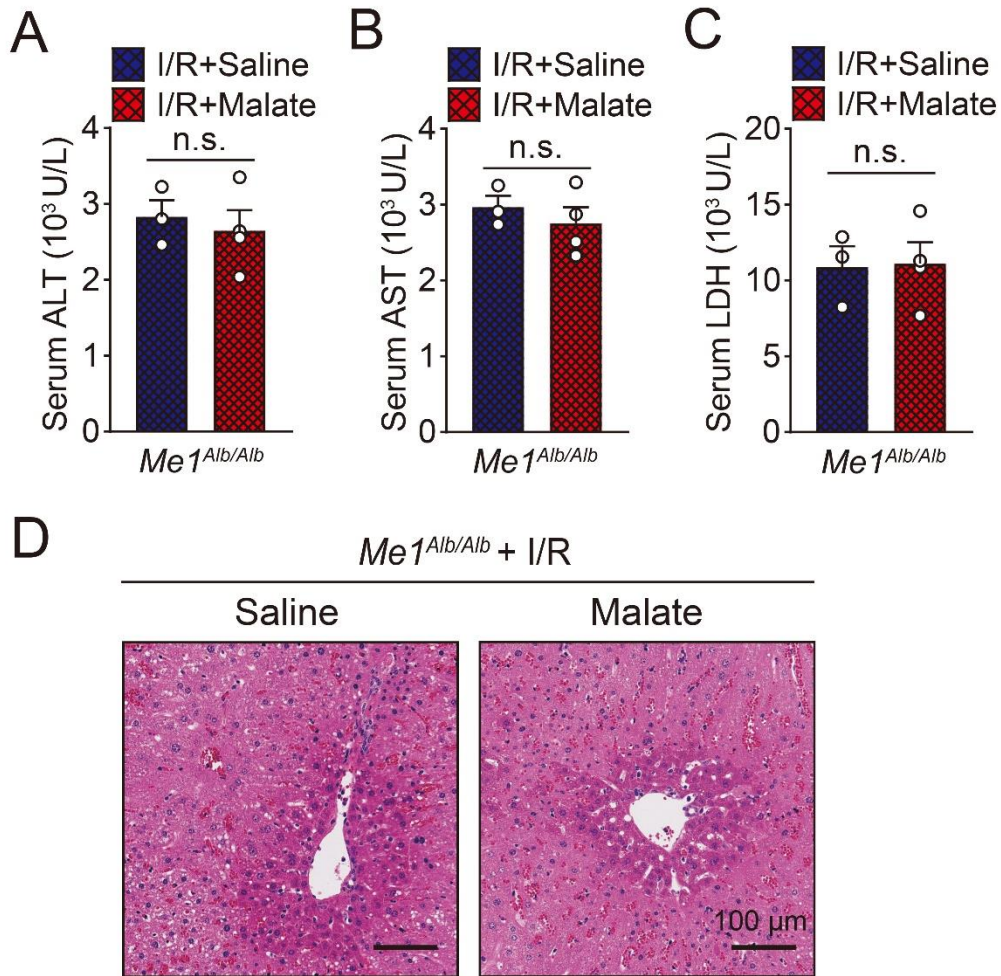 A
I/R+Saline
I/R+Malate
Serum ALT (10³ U/L)
4
3
2
1
0
n.s.
Me1^Alb/Alb
B
I/R+Saline
I/R+Malate
Serum AST (10³ U/L)
4
3
2
1
0
n.s.
Me1^Alb/Alb
C
I/R+Saline
I/R+Malate
Serum LDH (10³ U/L)
20
15
10
5
0
n.s.
Me1^Alb/Alb
D
Me1^Alb/Alb + I/R
Saline
Malate
100 μm